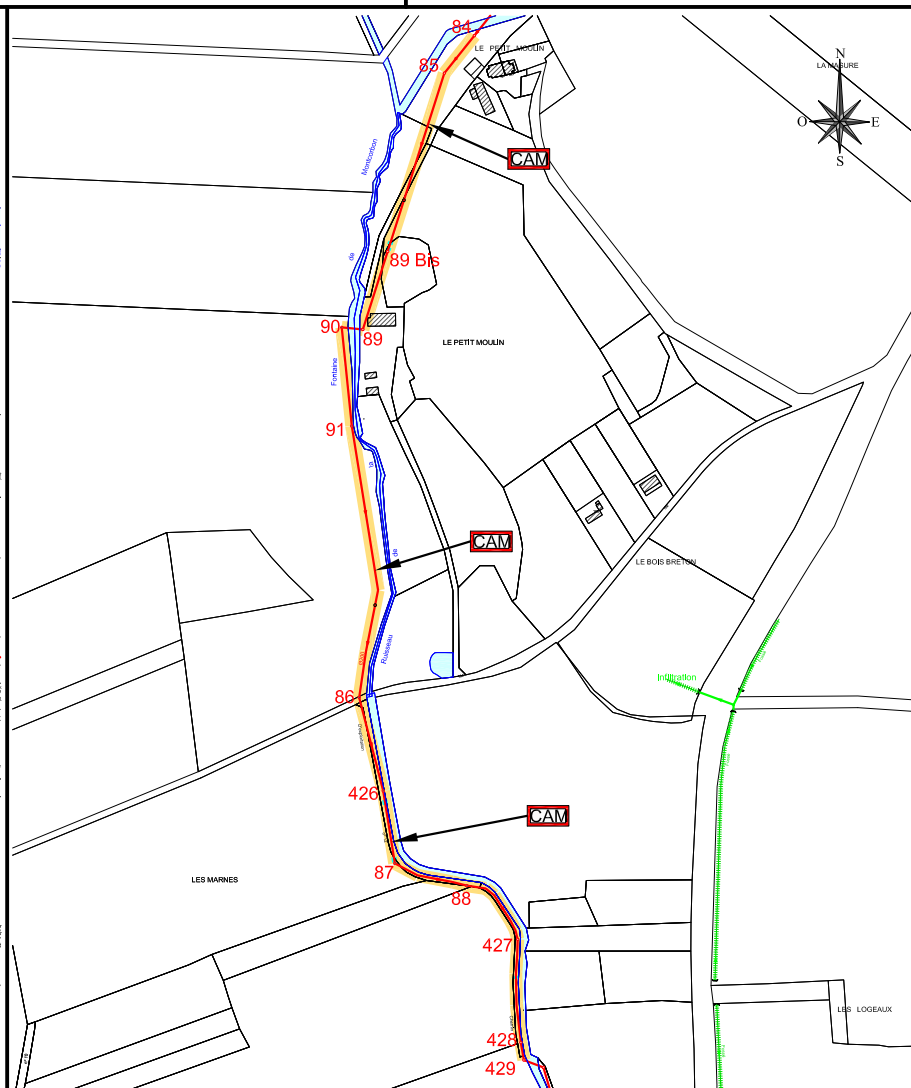 84
LE PETIT MOULIN
85
N
LA MASURE
O
E
S
CAM
Montcorbon
de
89 Bis
90
89
LE PETIT MOULIN
Fontaine
91
la
de
CAM
LE BOIS BRETON
Ruisseau
86
Infiltration
426
CAM
87
LES MARNES
88
427
428
429
LES LOGEAUX